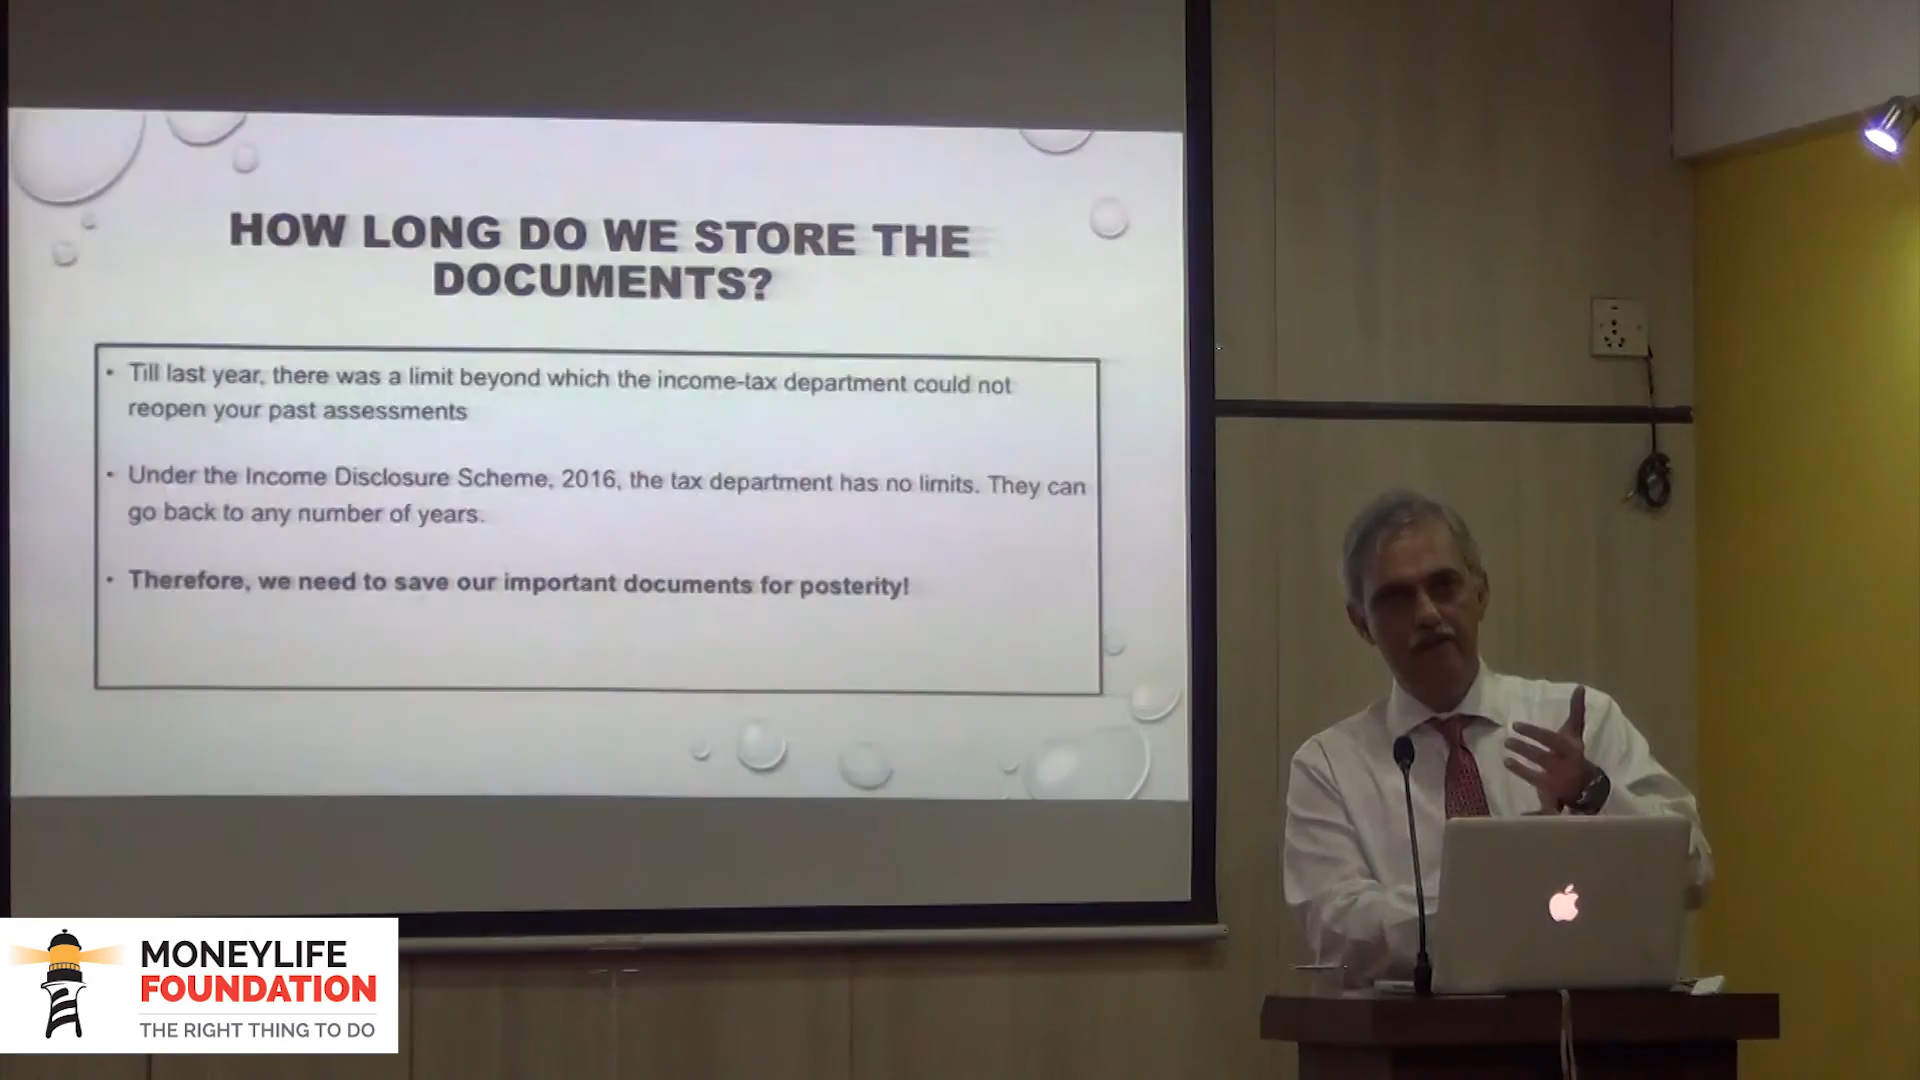 HOW LONG DO WE STORE THE
DOCUMENTS?
• Till last year, there was a limit beyond which the income-tax department could not
reopen your past assessments
• Under the Income Disclosure Scheme, 2016, the tax department has no limits. They can
go back to any number of years.
• Therefore, we need to save our important documents for posterity!
MONEYLIFE
FOUNDATION
THE RIGHT THING TO DO